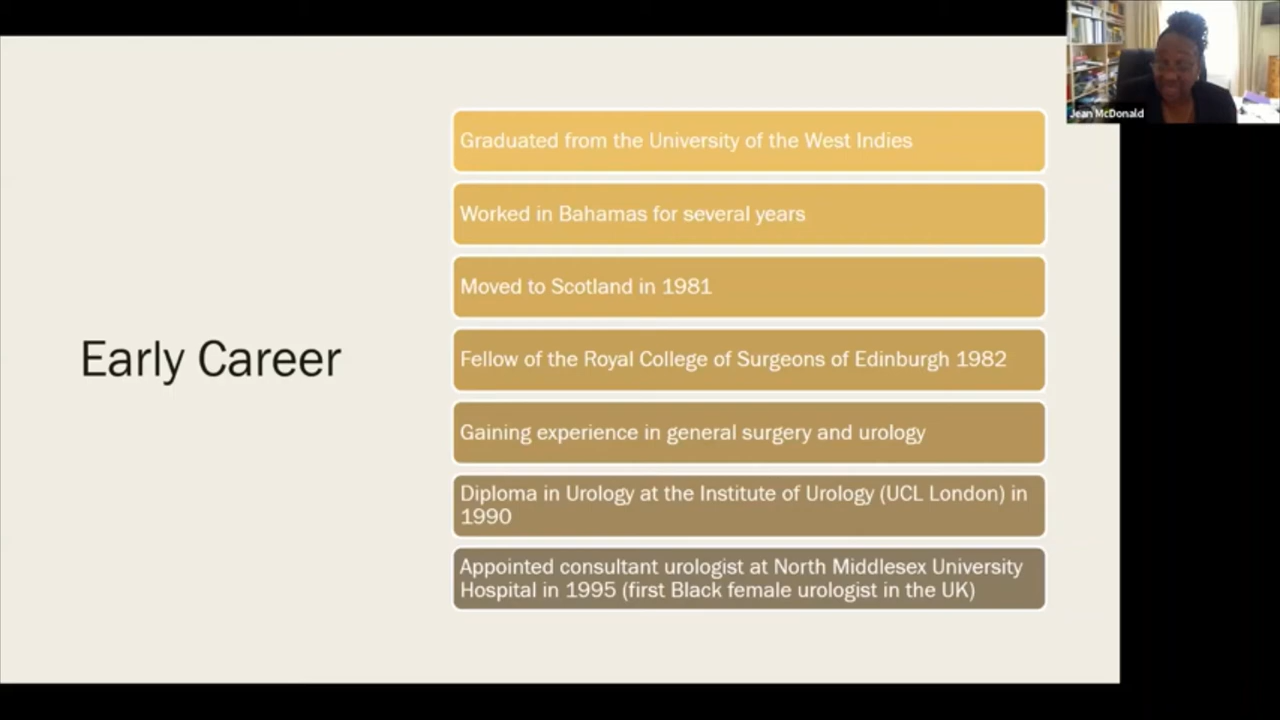 Jean McDonald
Early Career
Graduated from the University of the West Indies
Worked in Bahamas for several years
Moved to Scotland in 1981
Fellow of the Royal College of Surgeons of Edinburgh 1982
Gaining experience in general surgery and urology
Diploma in Urology at the Institute of Urology (UCL London) in
1990
Appointed consultant urologist at North Middlesex University
Hospital in 1995 (first Black female urologist in the UK)